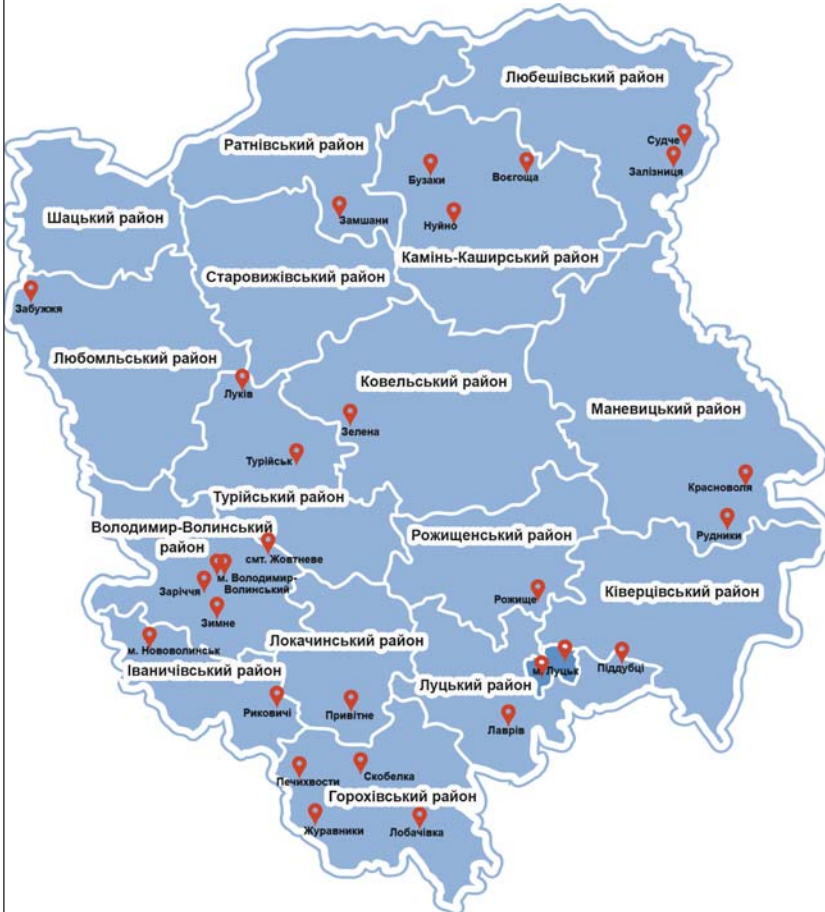 Любешівський район
Судче
Залізниця
Ратнівський район
Бузаки
Воєгоща
Замшани
Нуйно
Шацький район
Камінь-Каширський район
Старовижівський район
Забужжя
Любомльський район
Луків
Ковельський район
Маневицький район
Зелена
Турійськ
Красноволя
Турійський район
Рудники
Володимир-Волинський
район
Рожищенський район
смт. Жовтневе
м. Володимир-
Волинський
Заріччя
Рожище
Ківерцівський район
Зимне
м. Нововолинськ
Локачинський район
Іваничівський район
Луцький район
м. Луцьк
Піддубці
Риковичі
Привітне
Лаврів
Печихвости
Скобелка
Горохівський район
Журавники
Лобачівка